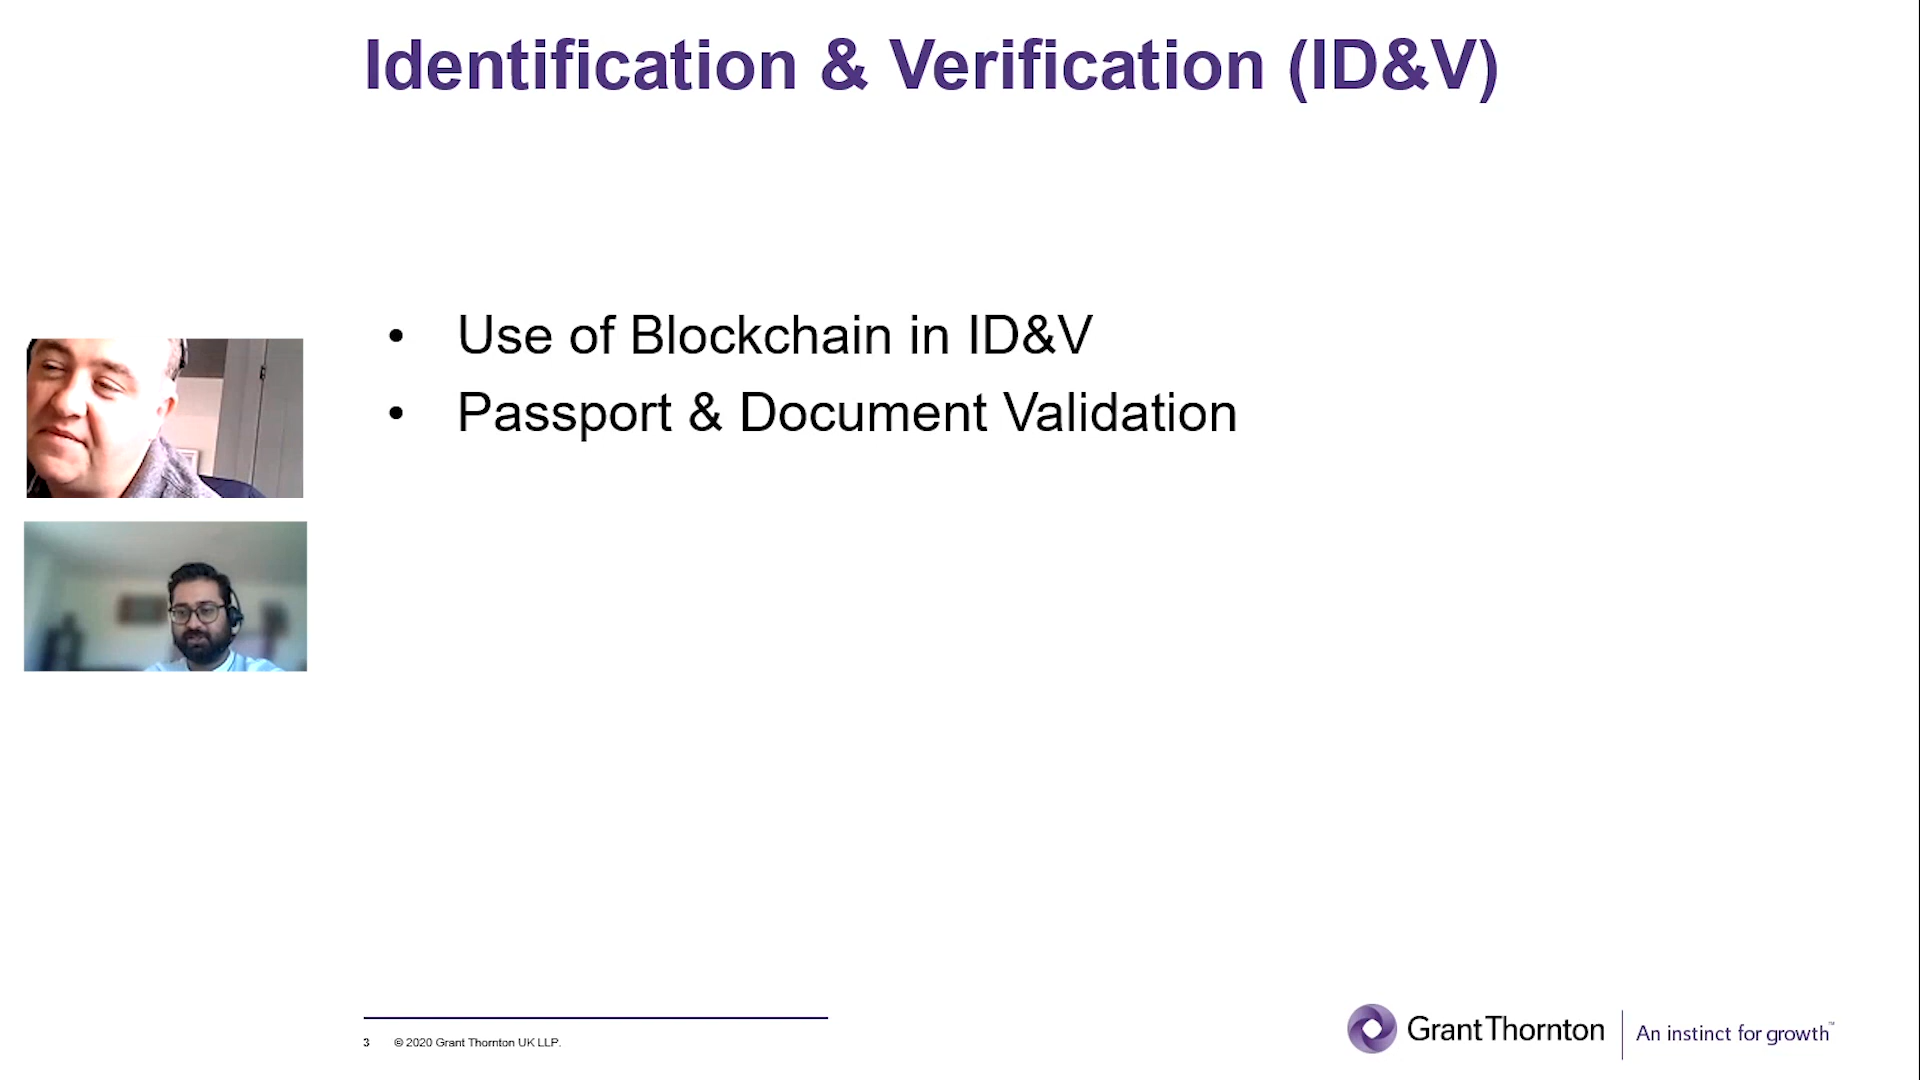 Identification & Verification (ID&V)
• Use of Blockchain in ID&V
• Passport & Document Validation
3 © 2020 Grant Thornton UK LLP.
Grant Thornton An instinct for growth™